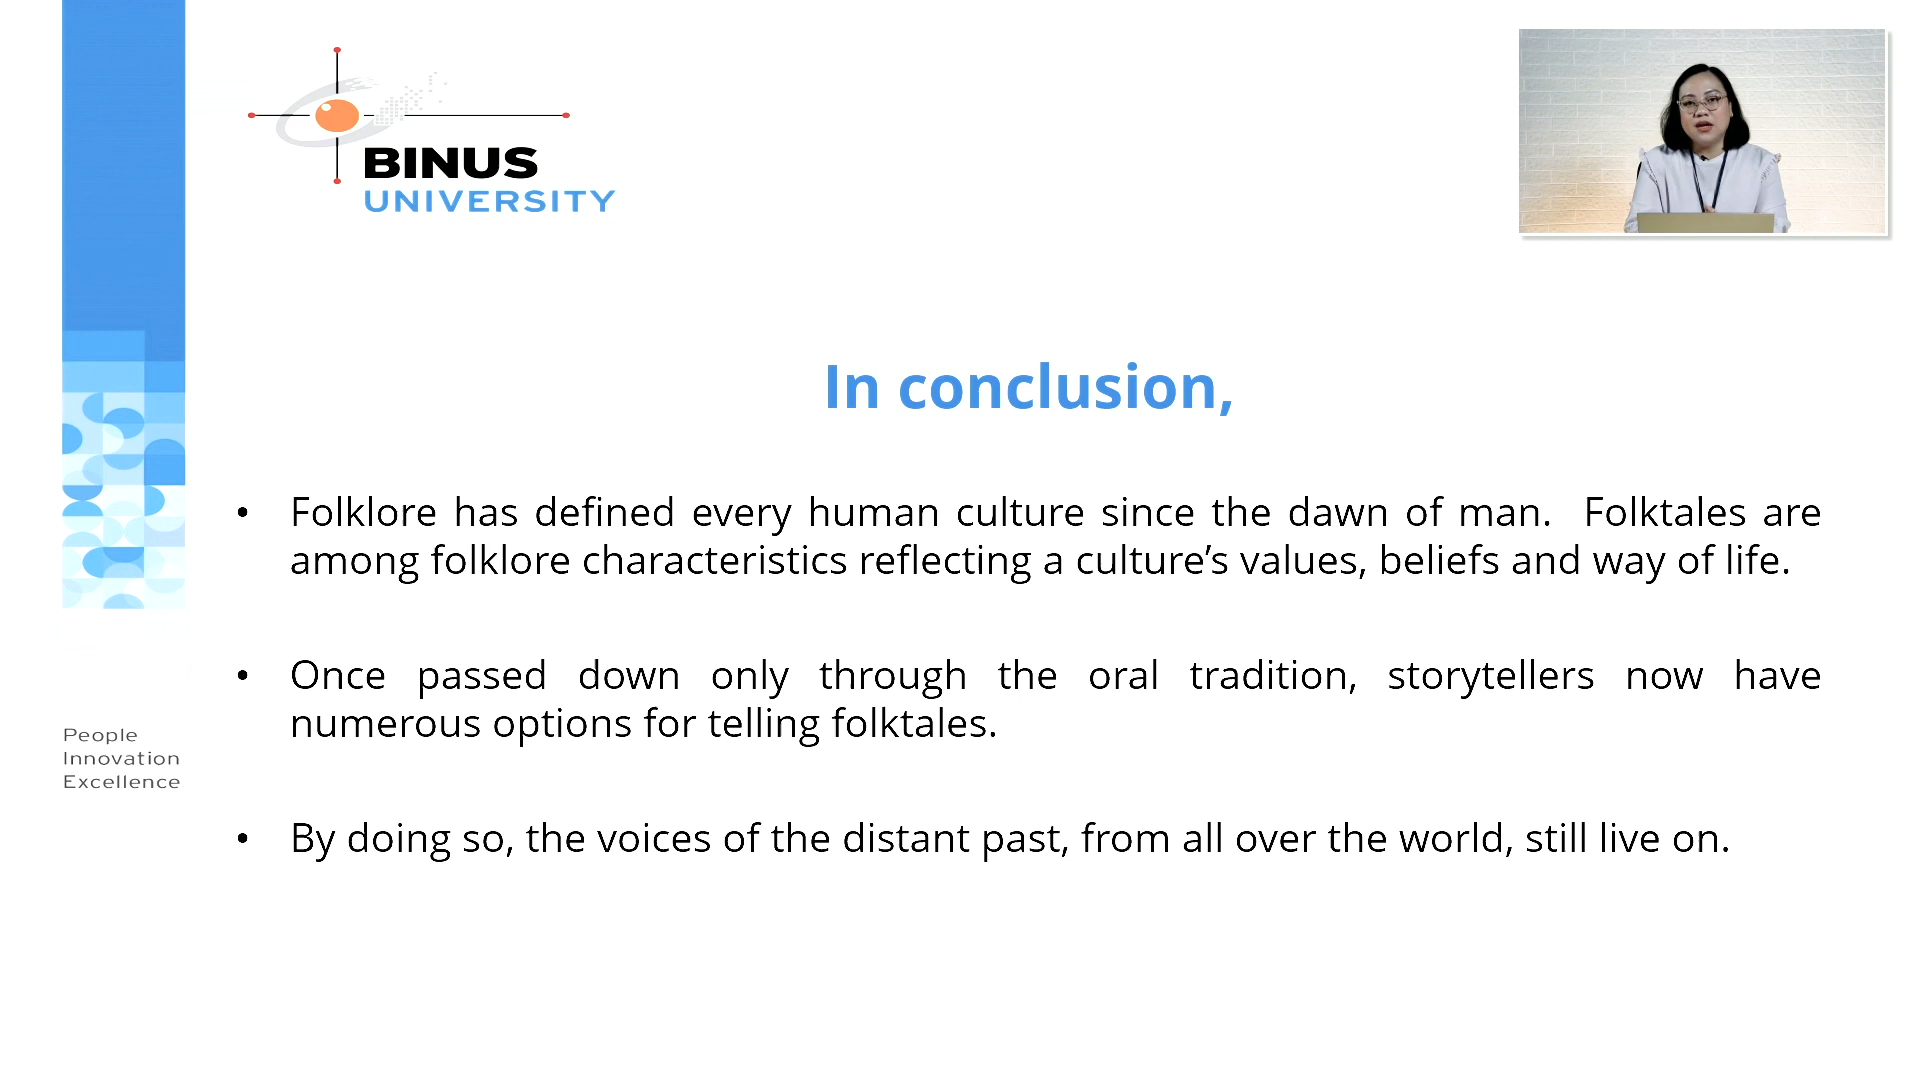 BINUS
UNIVERSITY
In conclusion,
• Folklore has defined every human culture since the dawn of man. Folktales are
among folklore characteristics reflecting a culture’s values, beliefs and way of life.
• Once passed down only through the oral tradition, storytellers now have
numerous options for telling folktales.
• By doing so, the voices of the distant past, from all over the world, still live on.
People
Innovation
Excellence